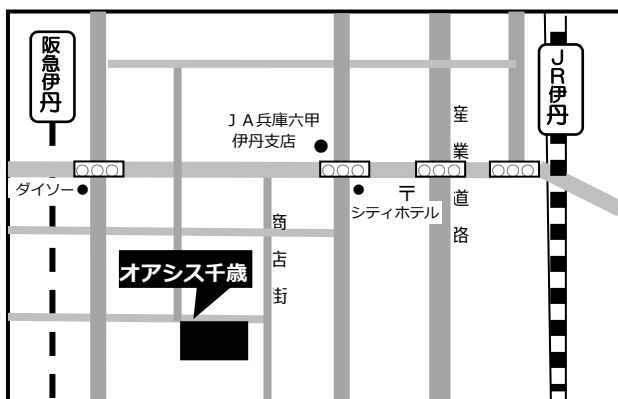 阪急伊丹
JR伊丹
JA兵庫六甲
伊丹支店
産業道路
ダイソー
〒
シティホテル
商店街
オアシス千歳